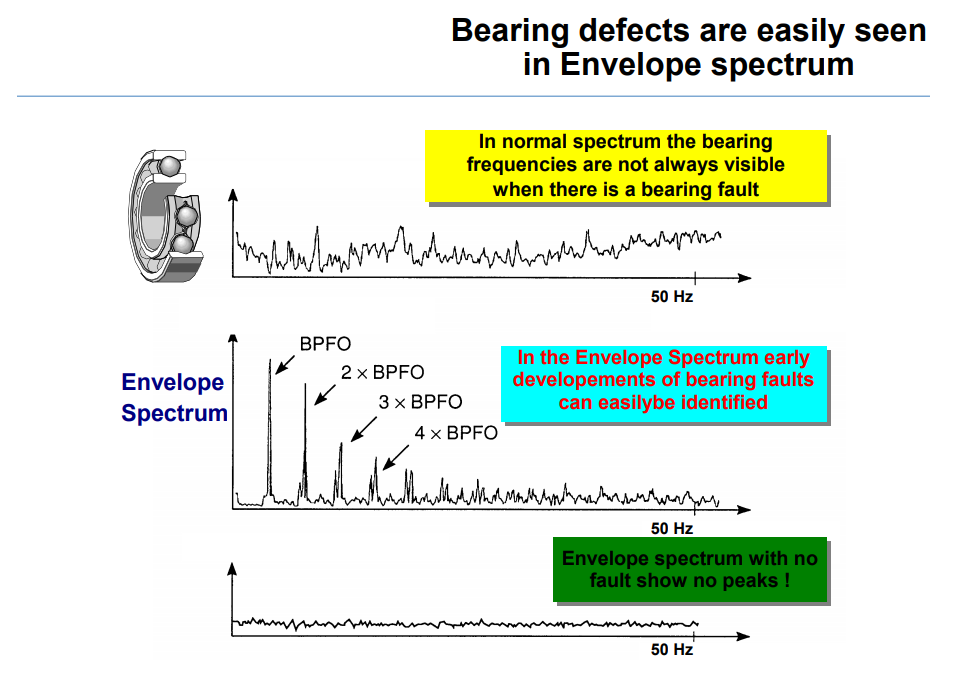 Bearing defects are easily seen
in Envelope spectrum
In normal spectrum the bearing
frequencies are not always visible
when there is a bearing fault
50 Hz
BPFO
2 × BPFO
3 × BPFO
4 × BPFO
Envelope
Spectrum
In the Envelope Spectrum early
developements of bearing faults
can easilybe identified
50 Hz
Envelope spectrum with no
fault show no peaks !
50 Hz